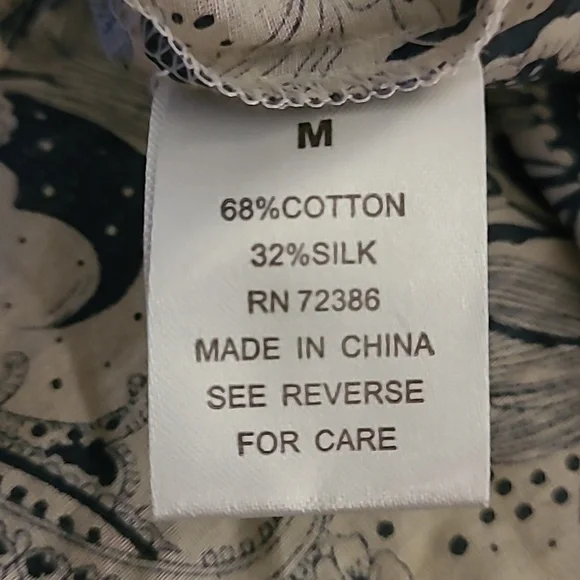 M
68%COTTON
32%SILK
RN 72386
MADE IN CHINA
SEE REVERSE
FOR CARE